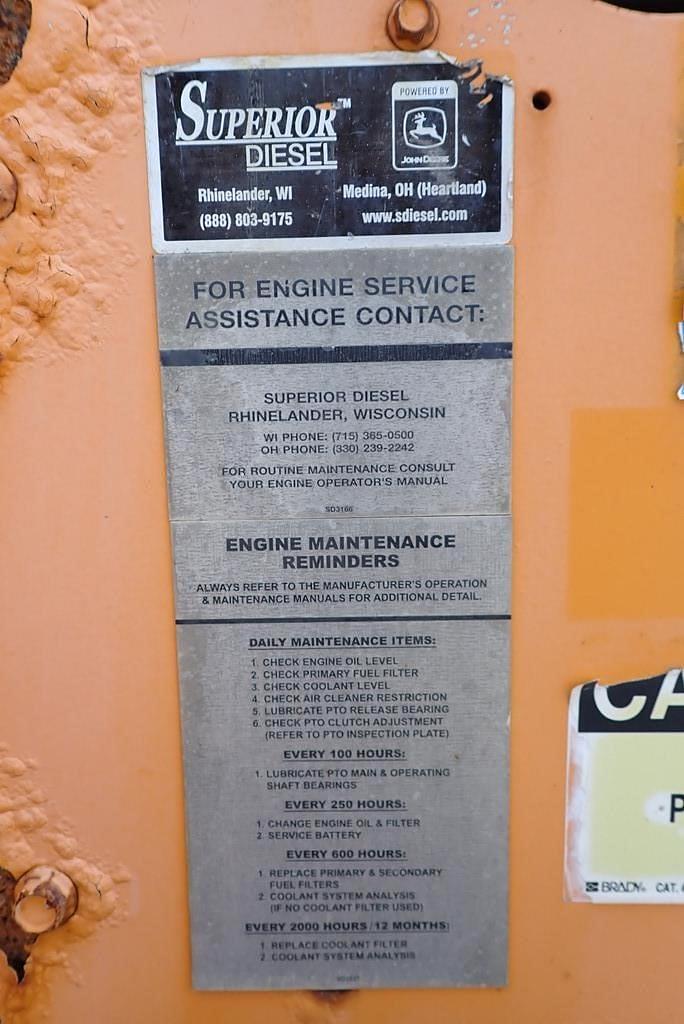 SUPERIOR™
DIESEL
POWERED BY
JOHN DEERE
Rhinelander, WI
(888) 803-9175
Medina, OH (Heartland)
www.sdiesel.com
FOR ENGINE SERVICE
ASSISTANCE CONTACT:
SUPERIOR DIESEL
RHINELANDER, WISCONSIN
WI PHONE: (715) 365-0500
OH PHONE: (330) 239-2242
FOR ROUTINE MAINTENANCE CONSULT
YOUR ENGINE OPERATOR'S MANUAL
SD3166
ENGINE MAINTENANCE
REMINDERS
ALWAYS REFER TO THE MANUFACTURER'S OPERATION
& MAINTENANCE MANUALS FOR ADDITIONAL DETAIL.
DAILY MAINTENANCE ITEMS:
1. CHECK ENGINE OIL LEVEL
2. CHECK PRIMARY FUEL FILTER
3. CHECK COOLANT LEVEL
4. CHECK AIR CLEANER RESTRICTION
5. LUBRICATE PTO RELEASE BEARING
6. CHECK PTO CLUTCH ADJUSTMENT
(REFER TO PTO INSPECTION PLATE)
EVERY 100 HOURS:
1. LUBRICATE PTO MAIN & OPERATING
SHAFT BEARINGS
EVERY 250 HOURS:
1. CHANGE ENGINE OIL & FILTER
2. SERVICE BATTERY
EVERY 600 HOURS:
1. REPLACE PRIMARY & SECONDARY
FUEL FILTERS
2. COOLANT SYSTEM ANALYSIS
(IF NO COOLANT FILTER USED)
EVERY 2000 HOURS / 12 MONTHS:
1. REPLACE COOLANT FILTER
2. COOLANT SYSTEM ANALYSIS
CA
P
BRADY. CAT.